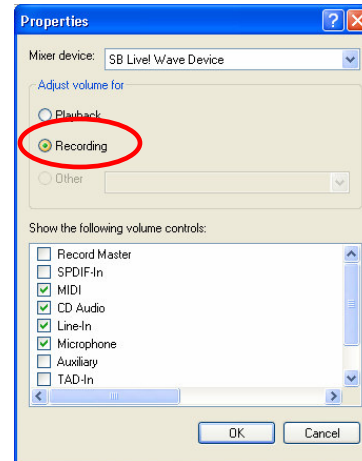 Properties
Mixer device: SB Live! Wave Device
Adjust volume for
Playback
Recording
Other
Show the following volume controls:
Record Master
SPDIF-In
MIDI
CD Audio
Line-In
Microphone
Auxiliary
TAD-In
OK Cancel